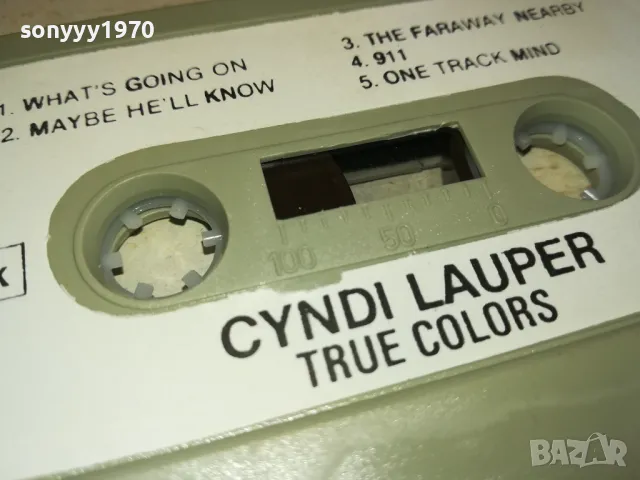 sonyyy1970
1. WHAT'S GOING ON
2. MAYBE HE'LL KNOW
3. THE FARAWAY NEARBY
4. 911
5. ONE TRACK MIND
100 50 0
CYNDI LAUPER
TRUE COLORS
BAZAR